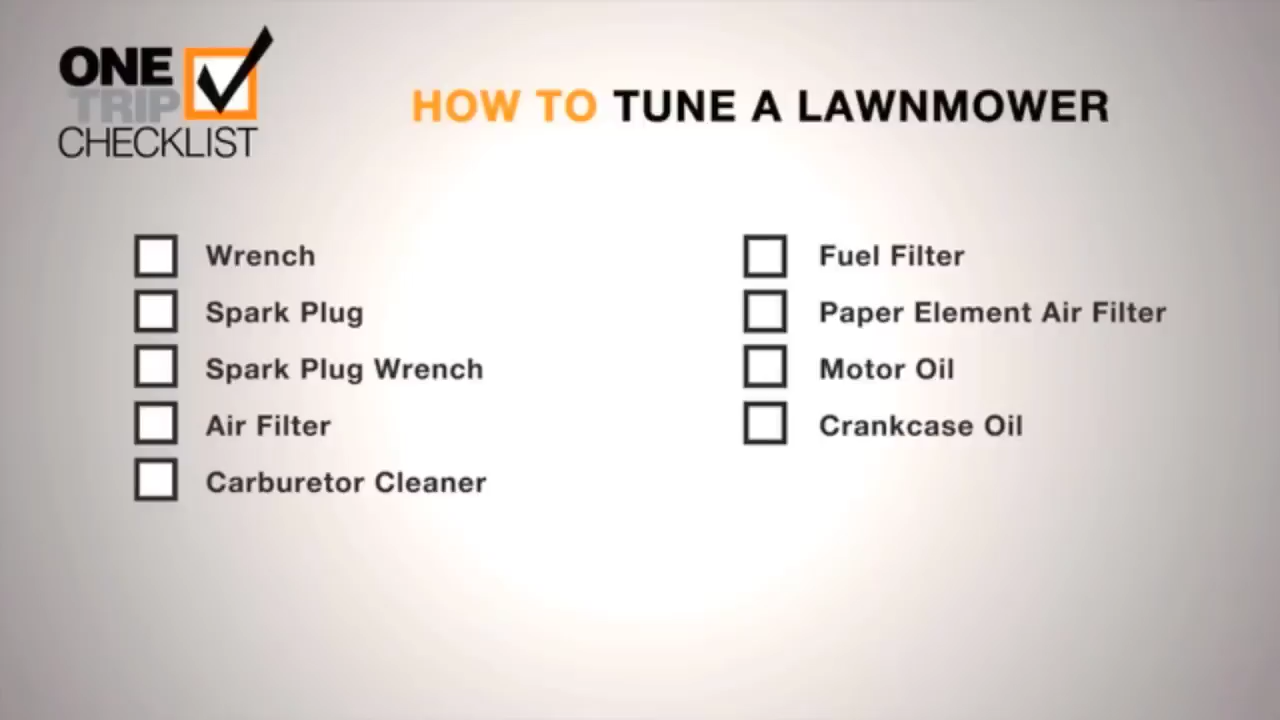 ONE
TRIP
CHECKLIST
HOW TO TUNE A LAWNMOWER
Wrench
Spark Plug
Spark Plug Wrench
Air Filter
Carburetor Cleaner
Fuel Filter
Paper Element Air Filter
Motor Oil
Crankcase Oil